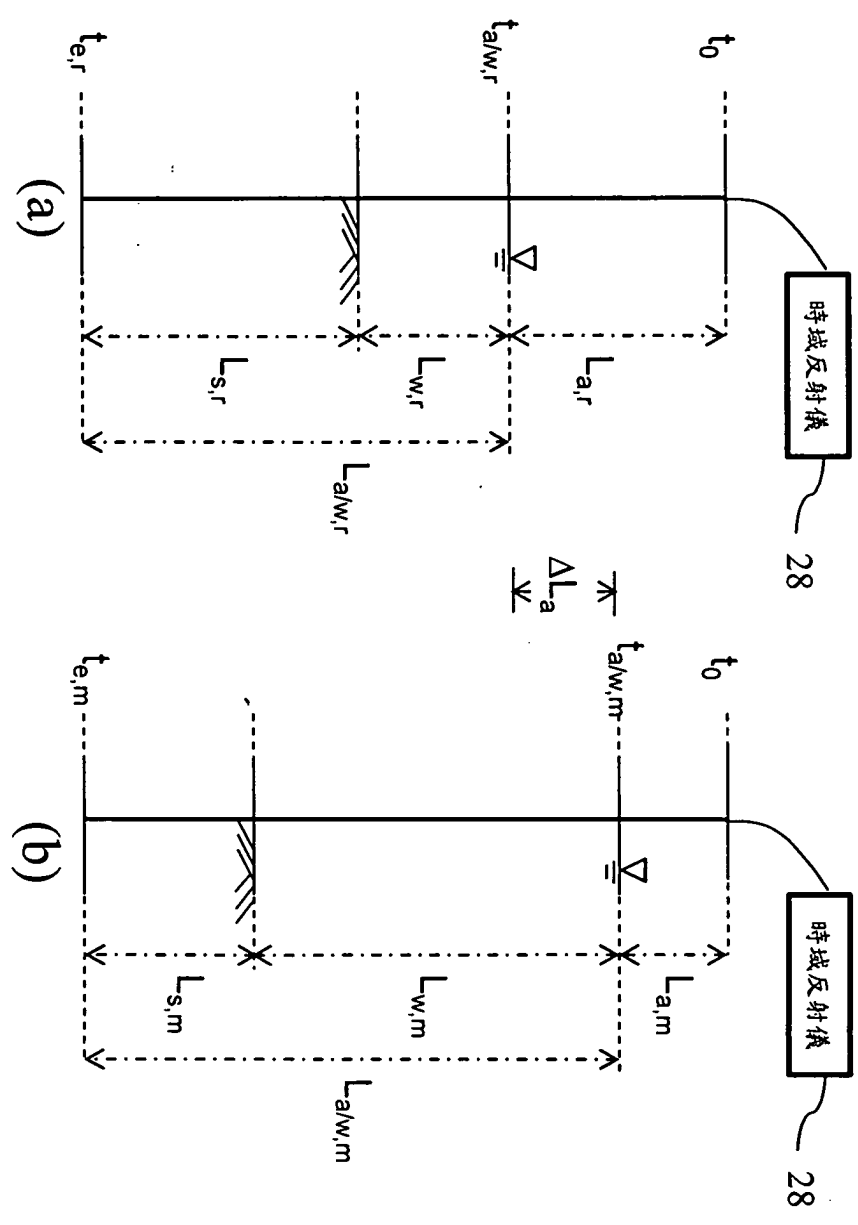 時域反射儀
28
t0
ta/w,r
te,r
La,r
Lw,r
Ls,r
La/w,r
(a)
ΔLa
時域反射儀
28
t0
ta/w,m
te,m
La,m
Lw,m
Ls,m
La/w,m
(b)